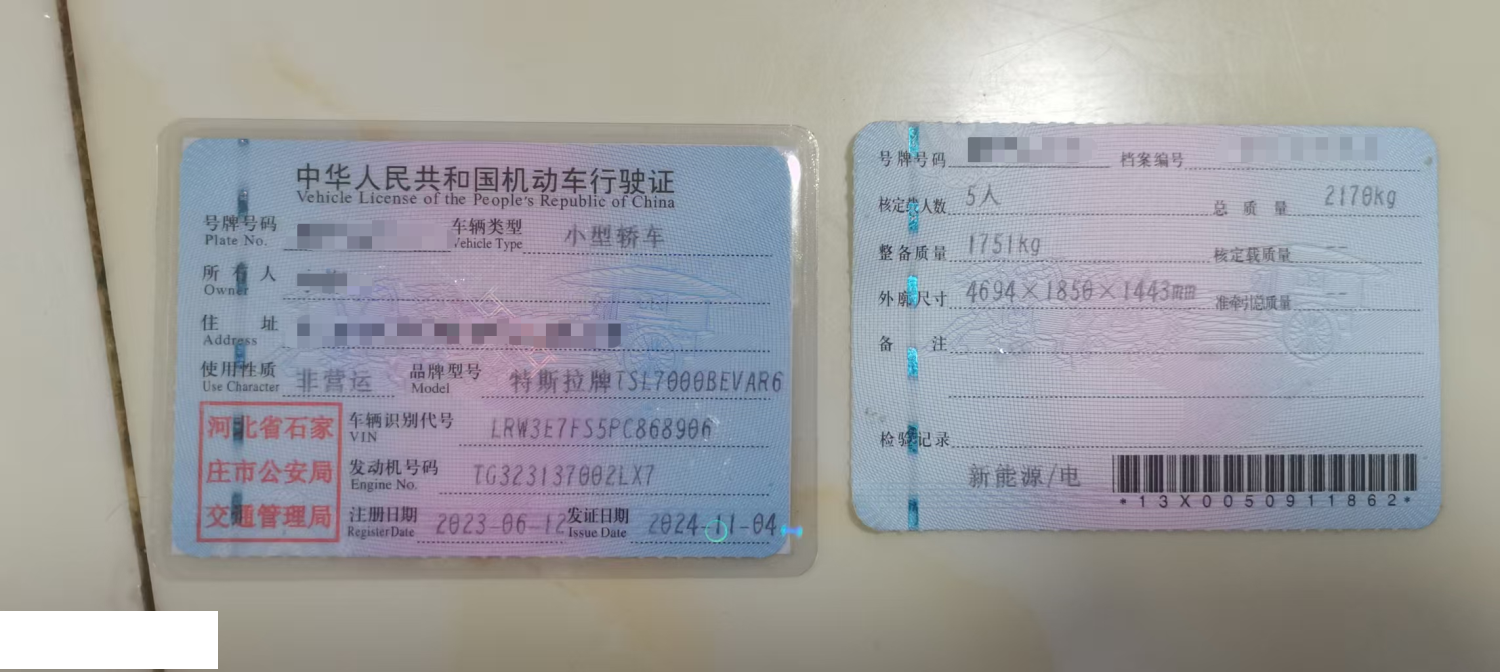 中华人民共和国机动车行驶证
Vehicle License of the People's Republic of China
号牌号码
Plate No.
车辆类型
Vehicle Type
小型轿车
所有人
Owner
住址
Address
使用性质
Use Character
非营运
品牌型号
Model
特斯拉牌TSL7000BEVAR6
河北省石家
庄市公安局
交通管理局
车辆识别代号
VIN
LRW3E7FS5PC868906
发动机号码
Engine No.
TG323137002LX7
注册日期
Register Date
2023-06-12
发证日期
Issue Date
2024-11-04
号牌号码
档案编号
核定载人数 5人
总质量 2170kg
整备质量 1751kg
核定载质量 --
外廓尺寸 4694×1850×1443mm
准牵引总质量 --
备注
检验记录
新能源/电
*13X0050911862*